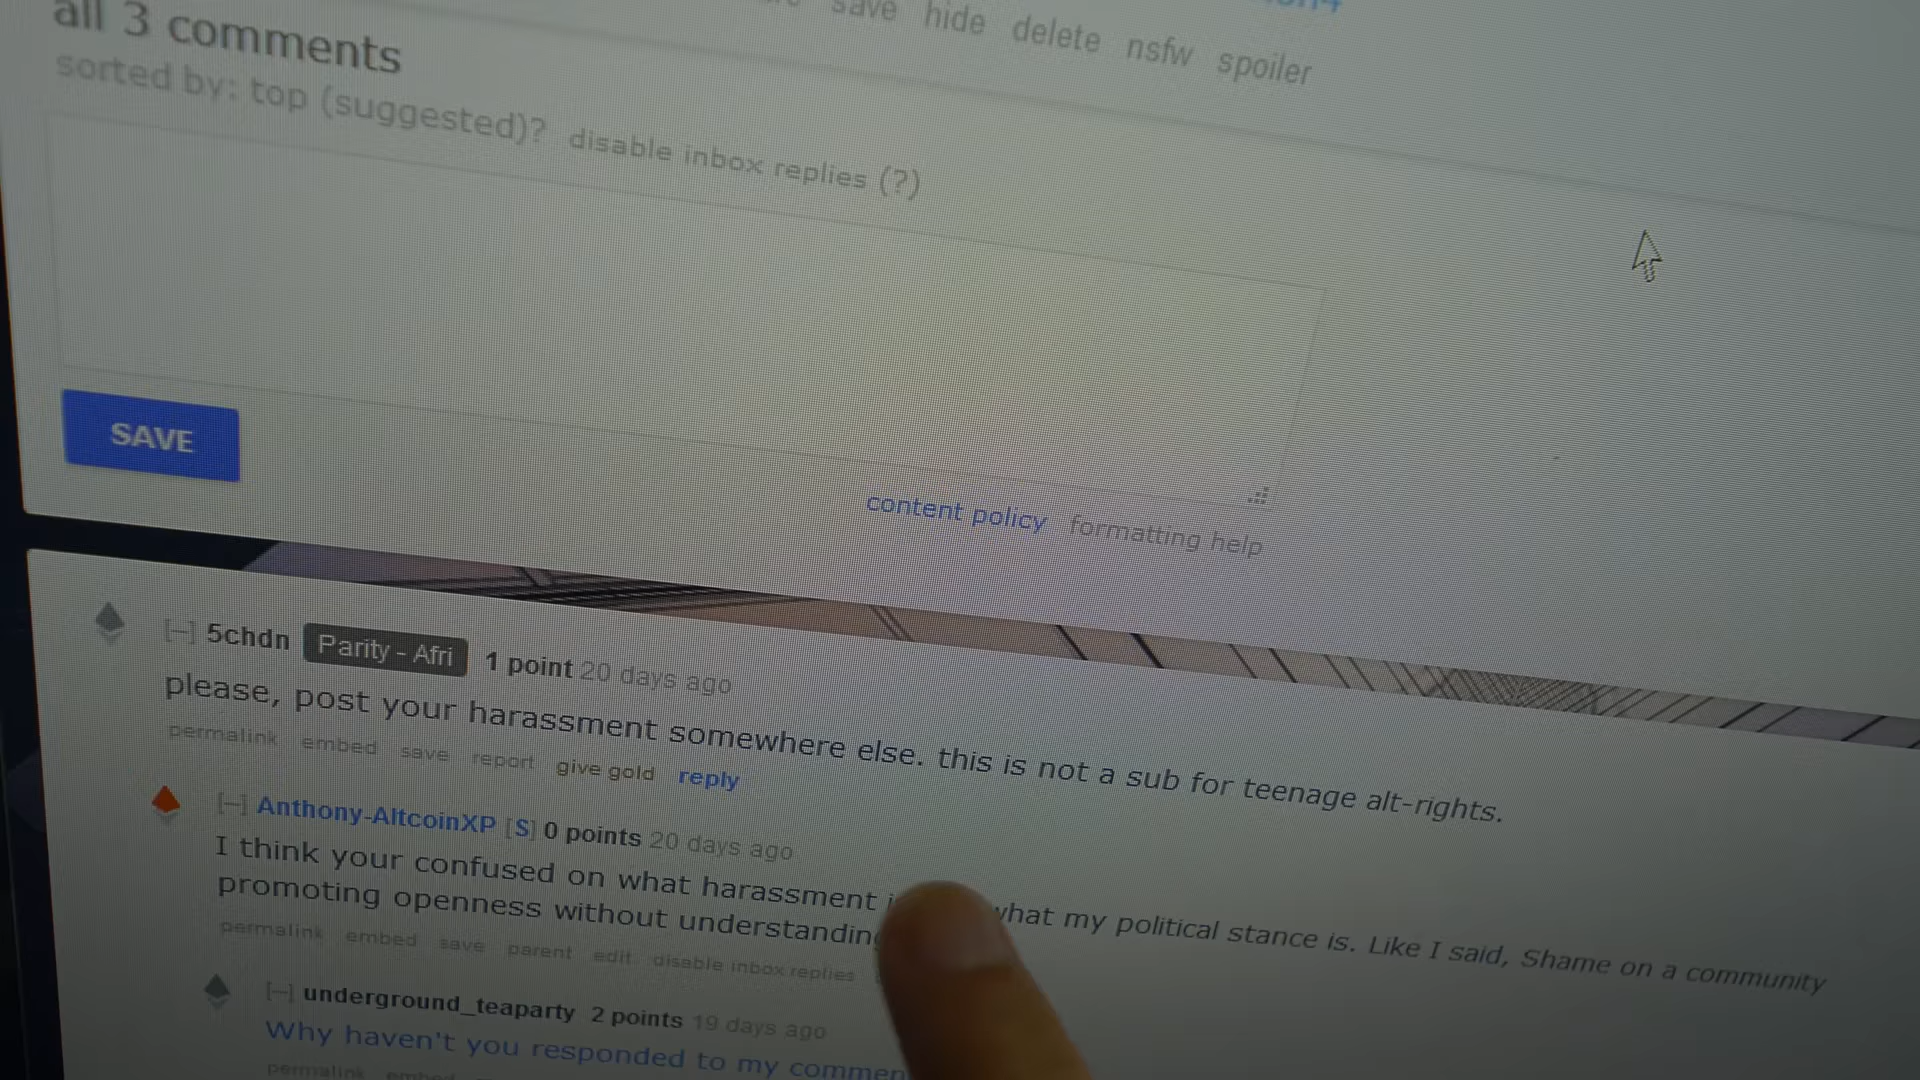 all 3 comments
save hide delete nsfw spoiler
sorted by: top (suggested)? disable inbox replies (?)
SAVE
content policy formatting help
[–] 5chdn Parity - Afri 1 point 20 days ago
please, post your harassment somewhere else. this is not a sub for teenage alt-rights.
permalink embed save report give gold reply
[–] Anthony-AltcoinXP [S] 0 points 20 days ago
I think your confused on what harassment what my political stance is. Like I said, Shame on a community
promoting openness without understanding
permalink embed save parent edit disable inbox replies
[–] underground_teaparty 2 points 19 days ago
Why haven't you responded to my commen
permalink embed